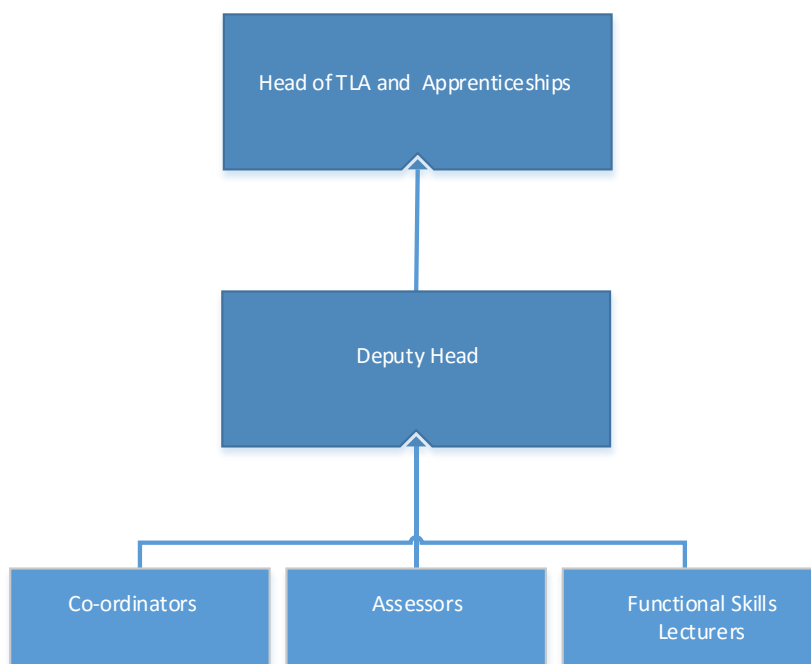 Head of TLA and  Apprenticeships
Deputy Head
Co-ordinators
Assessors
Functional Skills
Lecturers